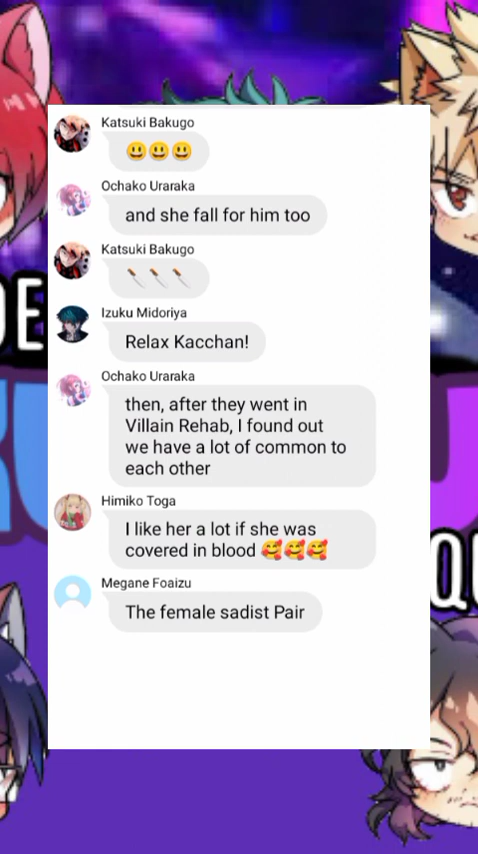 Katsuki Bakugo
😃😃😃
Ochako Uraraka
and she fall for him too
Katsuki Bakugo
🔪🔪🔪
Izuku Midoriya
Relax Kacchan!
Ochako Uraraka
then, after they went in
Villain Rehab, I found out
we have a lot of common to
each other
Himiko Toga
I like her a lot if she was
covered in blood 🥰🥰🥰
Megane Foaizu
The female sadist Pair